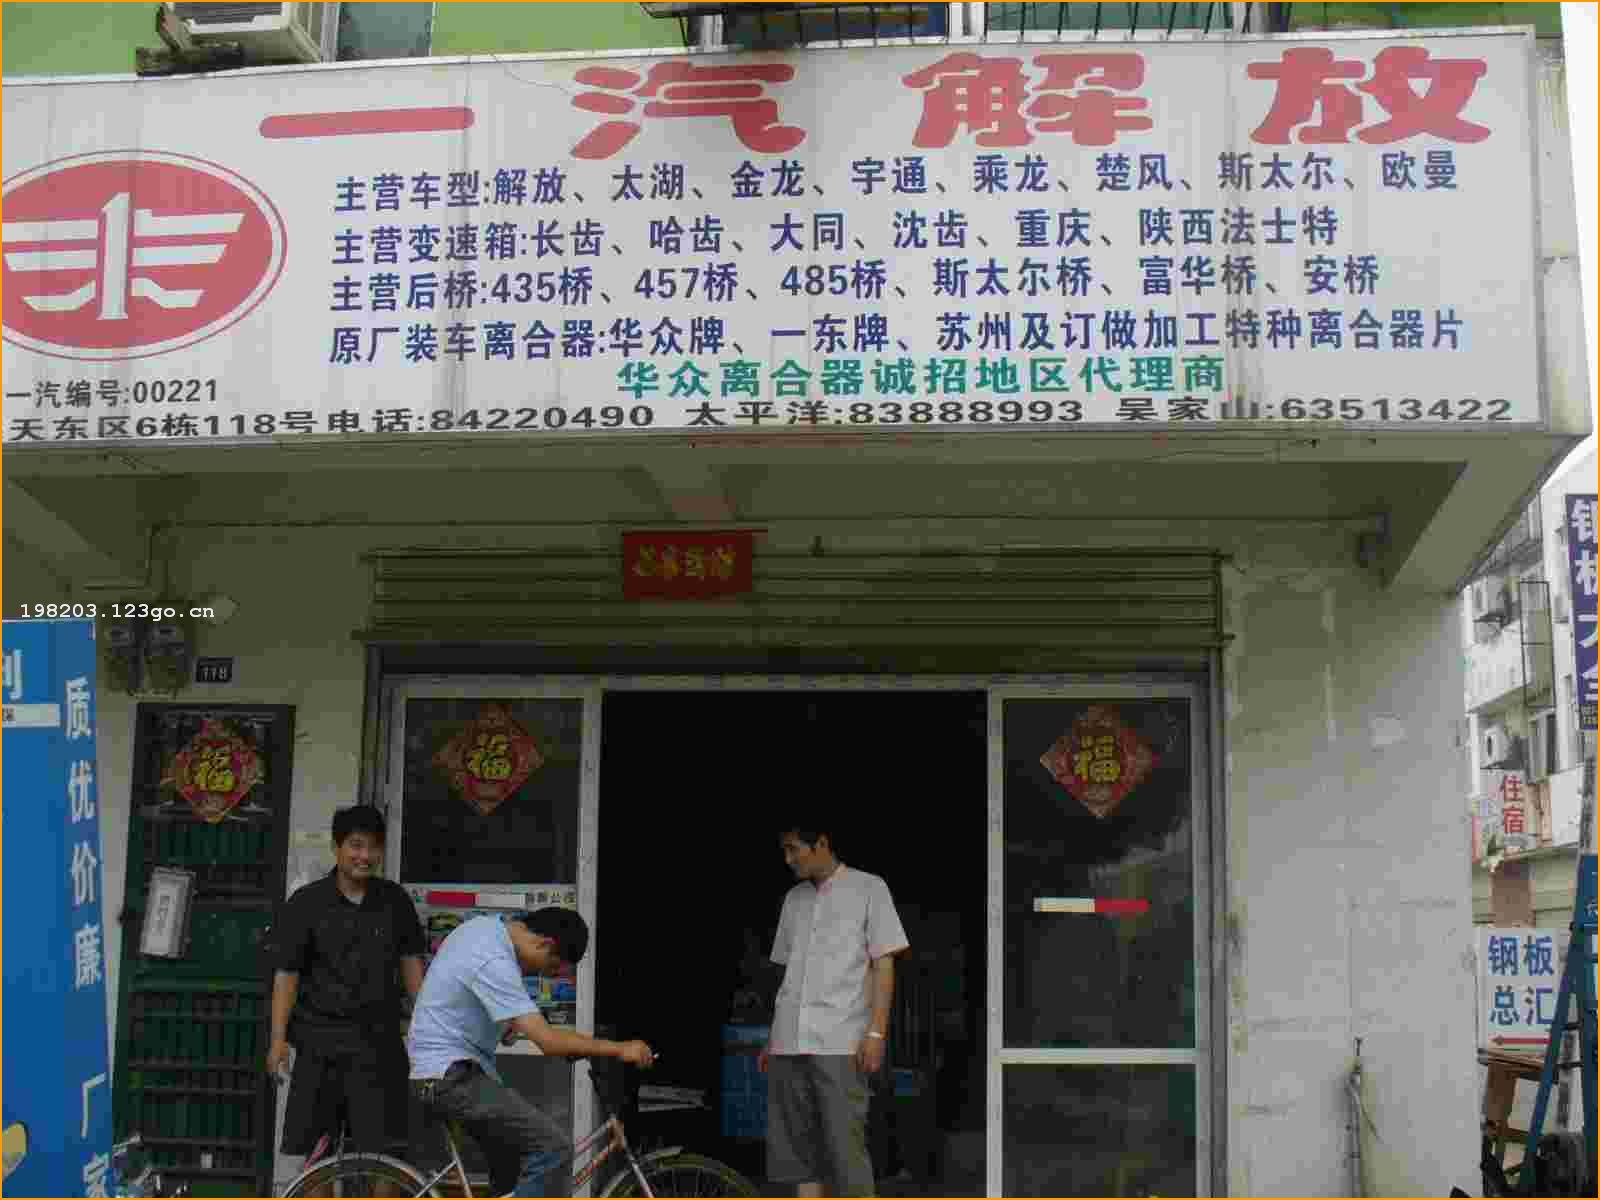 一汽解放
主营车型:解放、太湖、金龙、宇通、乘龙、楚风、斯太尔、欧曼
主营变速箱:长齿、哈齿、大同、沈齿、重庆、陕西法士特
主营后桥:435桥、457桥、485桥、斯太尔桥、富华桥、安桥
原厂装车离合器:华众牌、一东牌、苏州及订做加工特种离合器片
华众离合器诚招地区代理商
一汽编号:00221
天东区6栋118号电话:84220490 太平洋:83888993 吴家山:63513422
198203.123go.cn
118
福
福
福
利
质优价廉
厂家
钢板大全
住宿
钢板
总汇